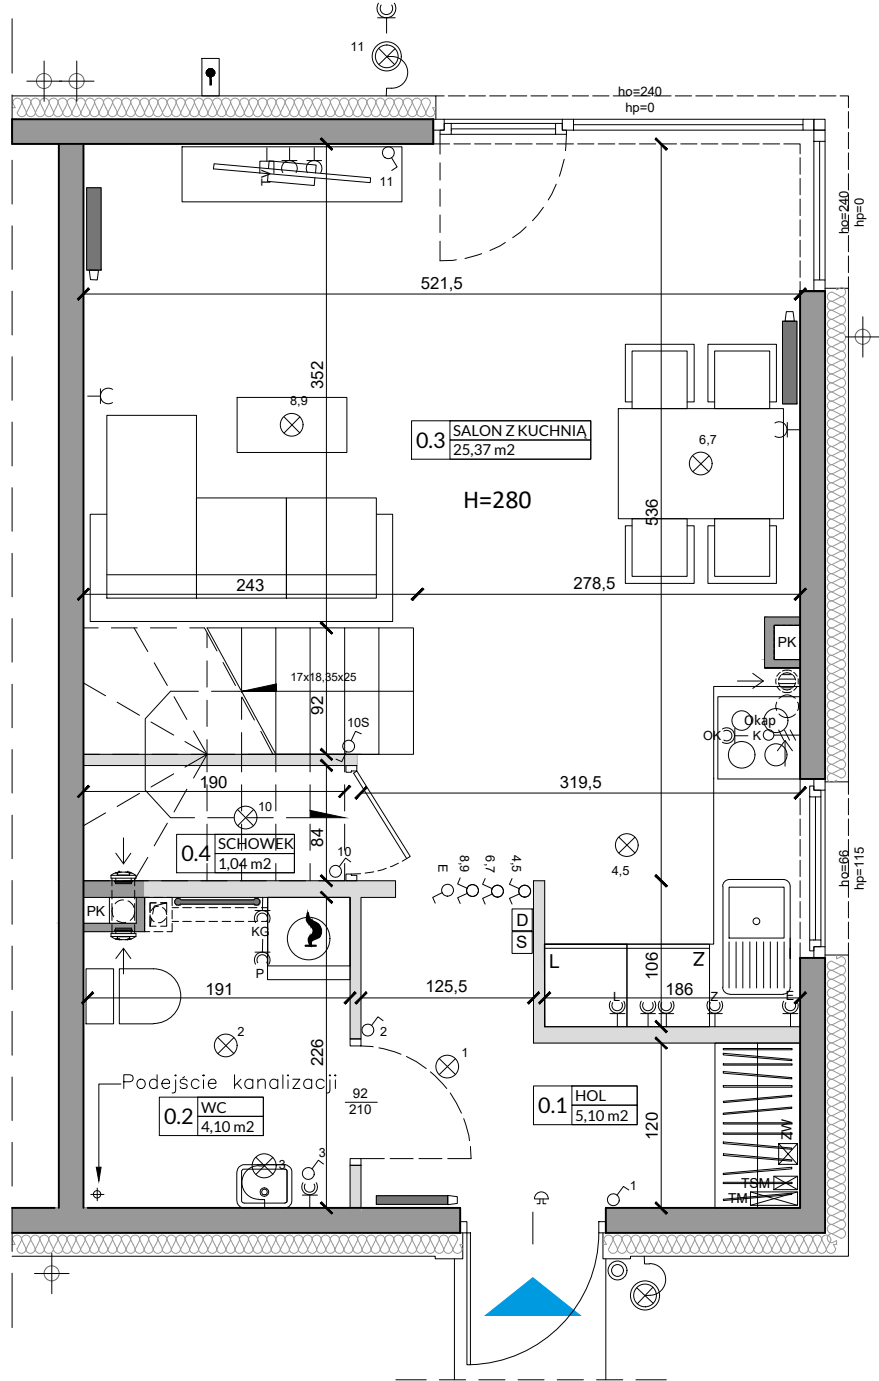 11
ho=240
hp=0
11
ho=240
hp=0
521,5
352
8,9
0.3
SALON Z KUCHNIĄ
25,37 m2
6,7
H=280
536
243
278,5
PK
17x18,35x25
92
10S
Okap
OK
K
190
319,5
10
84
0.4
SCHOWEK
1,04 m2
10
4,5
ho=66
hp=115
E
8,9
6,7
4,5
PK
KG
P
D
S
L
Z
106
191
125,5
186
L
Z
E
2
2
1
226
Podejście kanalizacji
92
210
0.2
WC
4,10 m2
0.1
HOL
5,10 m2
120
ZW
3
3
TSM
TM
1